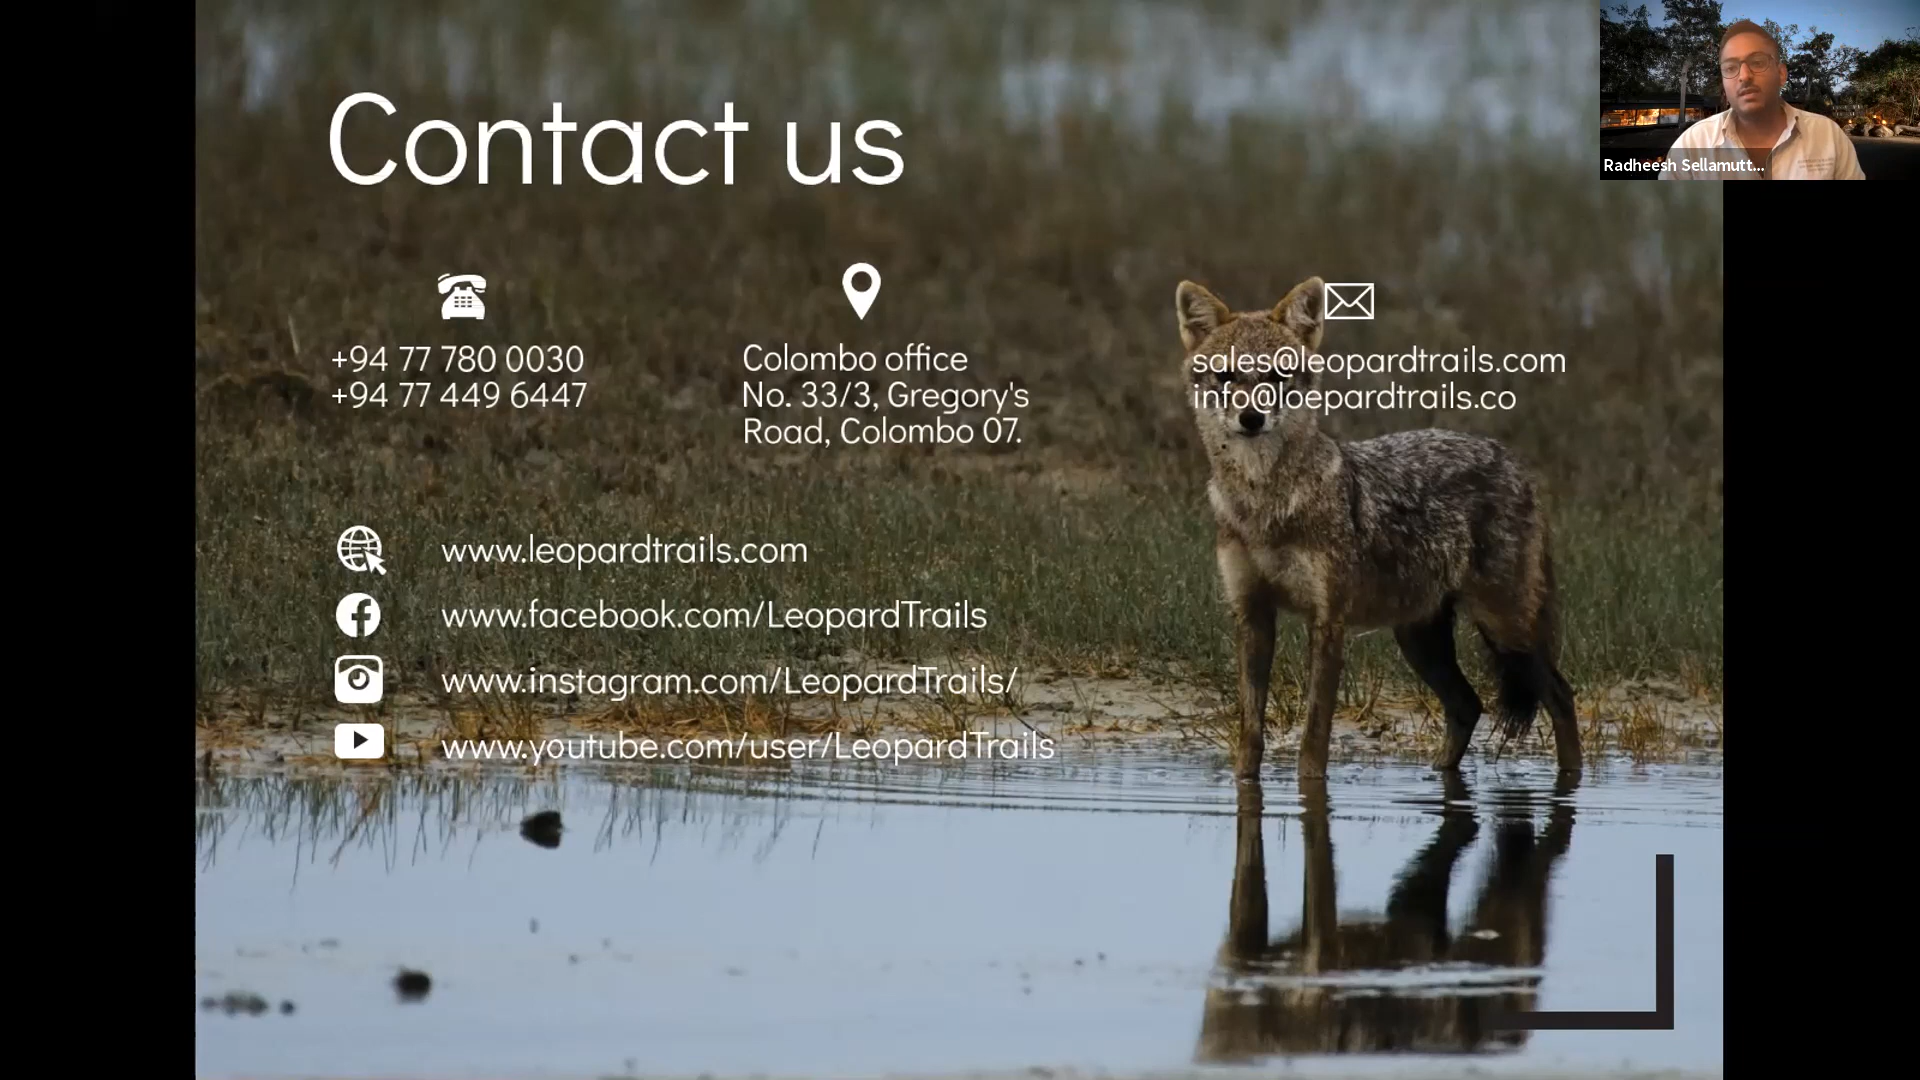 Contact us
+94 77 780 0030
+94 77 449 6447
Colombo office
No. 33/3, Gregory's
Road, Colombo 07.
sales@leopardtrails.com
info@loepardtrails.co
www.leopardtrails.com
www.facebook.com/LeopardTrails
www.instagram.com/LeopardTrails/
www.youtube.com/user/LeopardTrails
Radheesh Sellamutt...